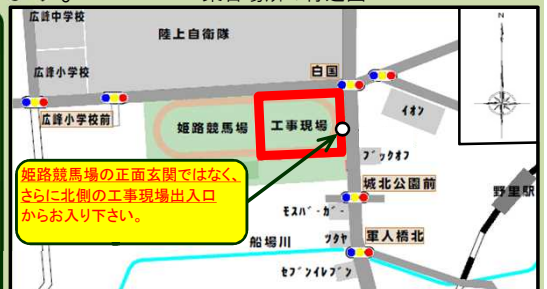 広峰中学校
陸上自衛隊
N
広峰小学校
白国
イオン
広峰小学校前
姫路競馬場
工事現場
ブックオフ
姫路競馬場の正面玄関ではなく、
さらに北側の工事現場出入口
からお入り下さい。
城北公園前
野里駅
モスバーガー
船場川
ツタヤ
軍人橋北
セブンイレブン